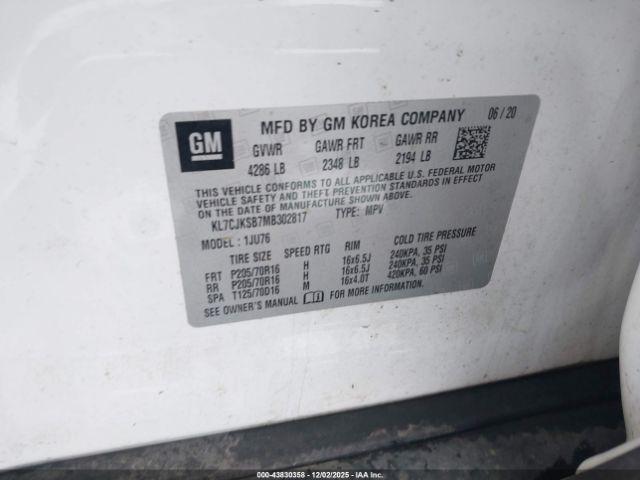 GM
MFD BY GM KOREA COMPANY 06 / 20
GVWR GAWR FRT GAWR RR
4286 LB 2348 LB 2194 LB
THIS VEHICLE CONFORMS TO ALL APPLICABLE U.S. FEDERAL MOTOR
VEHICLE SAFETY AND THEFT PREVENTION STANDARDS IN EFFECT
ON THE DATE OF MANUFACTURE SHOWN ABOVE.
KL7CJKSB7MB302817 TYPE: MPV
MODEL : 1JU76
TIRE SIZE SPEED RTG RIM COLD TIRE PRESSURE
FRT P205/70R16 H 16x6.5J 240KPA, 35 PSI
RR P205/70R16 H 16x6.5J 240KPA, 35 PSI
SPA T125/70D16 M 16x4.0T 420KPA, 60 PSI
SEE OWNER'S MANUAL FOR MORE INFORMATION.
© 00-43830358 - 12/02/2025 - IAAI.com